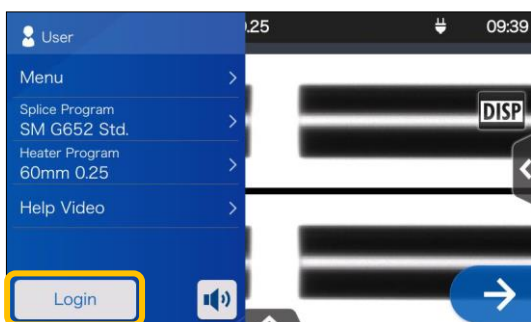 User
.25
09:39
Menu
Splice Program
SM G652 Std.
Heater Program
60mm 0.25
Help Video
Login
DISP